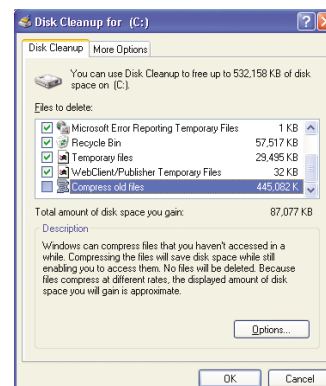 Disk Cleanup for (C:)
Disk Cleanup More Options
You can use Disk Cleanup to free up 532,158 KB of disk
space on (C:).
Files to delete:
Microsoft Error Reporting Temporary Files 1 KB
Recycle Bin 57,517 KB
Temporary files 29,495 KB
WebClient/Publisher Temporary Files 32 KB
Compress old files 445,082 K
Total amount of disk space you gain: 87,077 KB
Description
Windows can compress files that you haven't accessed in a
while. Compressing the files will save disk space while still
enabling you to access them. No files will be deleted. Because
files compress at different rates, the displayed amount of disk
space you will gain is approximate.
Options...
OK Cancel